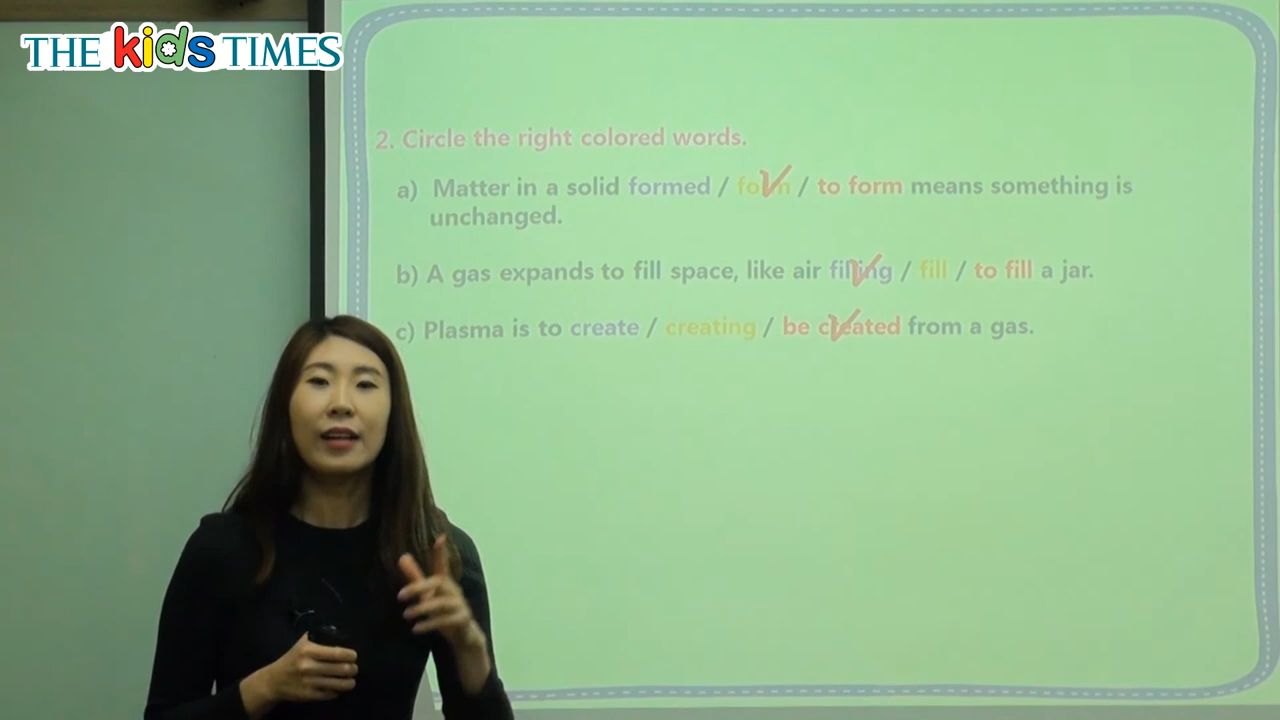 THE kids TIMES
2. Circle the right colored words.
a) Matter in a solid formed / form / to form means something is
unchanged.
b) A gas expands to fill space, like air filling / fill / to fill a jar.
c) Plasma is to create / creating / be created from a gas.